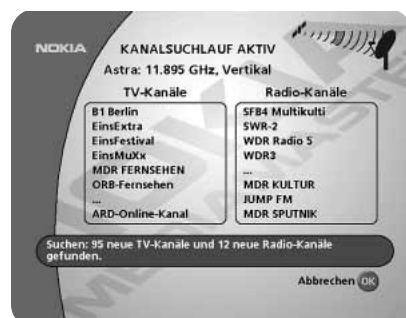 NOKIA
KANALSUCHLAUF AKTIV
Astra: 11.895 GHz, Vertikal
TV-Kanäle
B1 Berlin
EinsExtra
EinsFestival
EinsMuXx
MDR FERNSEHEN
ORB-Fernsehen
...
ARD-Online-Kanal
Radio-Kanäle
SFB4 Multikulti
SWR-2
WDR Radio 5
WDR3
...
MDR KULTUR
JUMP FM
MDR SPUTNIK
Suchen: 95 neue TV-Kanäle und 12 neue Radio-Kanäle
gefunden.
Abbrechen OK